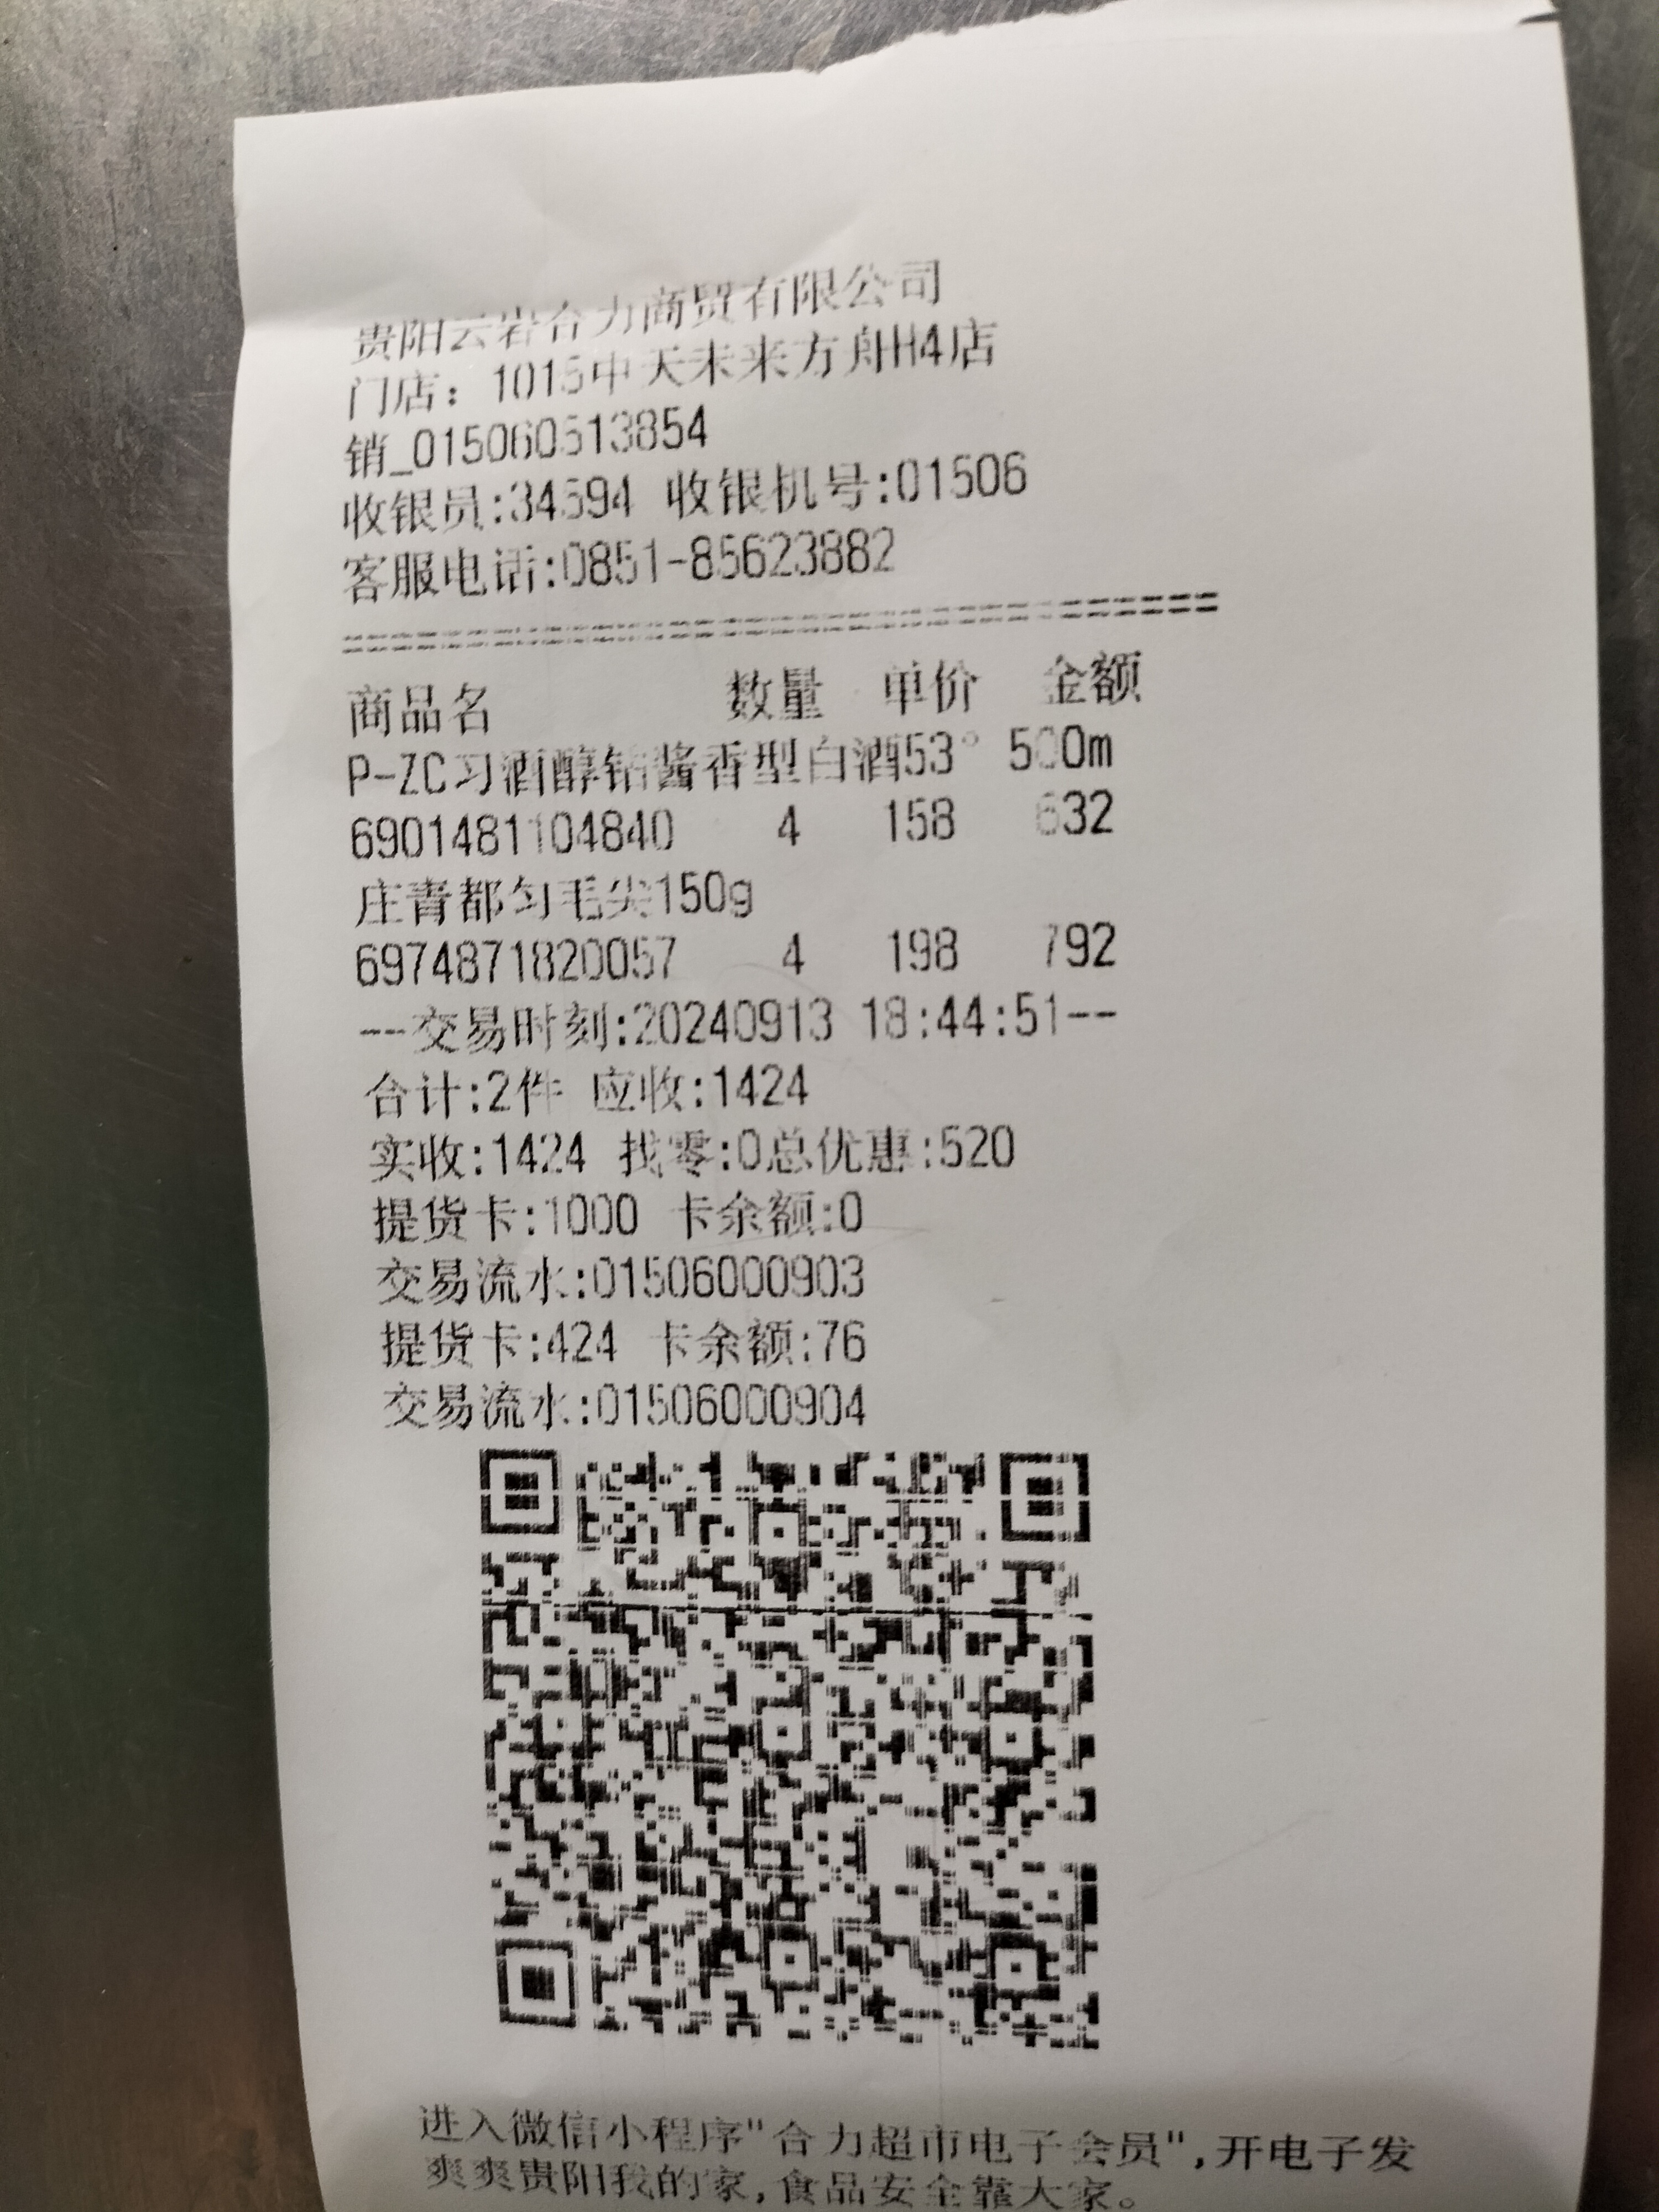 贵阳云岩合力商贸有限公司
门店：1015中天未来方舟H4店
销_015060513854
收银员:34594 收银机号:01506
客服电话:0851-85623882
商品名 数量 单价 金额
P-ZC习酒醇钻酱香型白酒53° 500m
6901481104840 4 158 632
庄青都匀毛尖150g
6974871820057 4 198 792
--交易时刻:20240913 18:44:51--
合计:2件 应收:1424
实收:1424 找零:0总优惠:520
提货卡:1000 卡余额:0
交易流水:01506000903
提货卡:424 卡余额:76
交易流水:01506000904
进入微信小程序"合力超市电子会员",开电子发
爽爽贵阳我的家,食品安全靠大家。